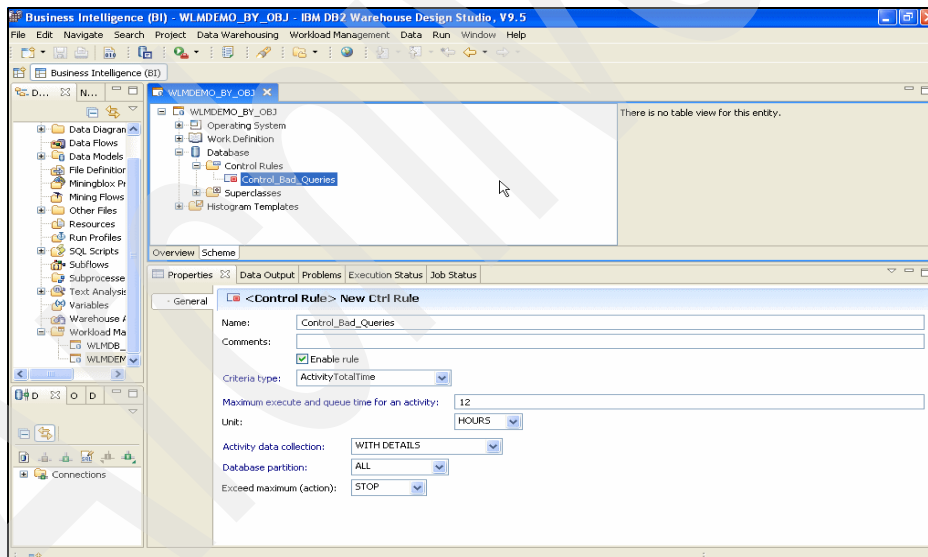 Business Intelligence (BI) - WLMDEMO_BY_OBJ - IBM DB2 Warehouse Design Studio, V9.5
File Edit Navigate Search Project Data Warehousing Workload Management Data Run Window Help
Business Intelligence (BI)
D... N...
Data Diagran
Data Flows
Data Models
File Definition
Miningblox Pr
Mining Flows
Other Files
Resources
Run Profiles
SQL Scripts
Subflows
Subprocesse
Text Analysis
Variables
Warehouse A
Workload Ma
WLMDB_
WLMDEM
D O D
Connections
WLMDEMO_BY_OBJ
WLMDEMO_BY_OBJ
Operating System
Work Definition
Database
Control Rules
Control_Bad_Queries
Superclasses
Histogram Templates
There is no table view for this entity.
Overview Scheme
Properties Data Output Problems Execution Status Job Status
General
<Control Rule> New Ctrl Rule
Name: Control_Bad_Queries
Comments:
Enable rule
Criteria type: ActivityTotalTime
Maximum execute and queue time for an activity: 12
Unit: HOURS
Activity data collection: WITH DETAILS
Database partition: ALL
Exceed maximum (action): STOP